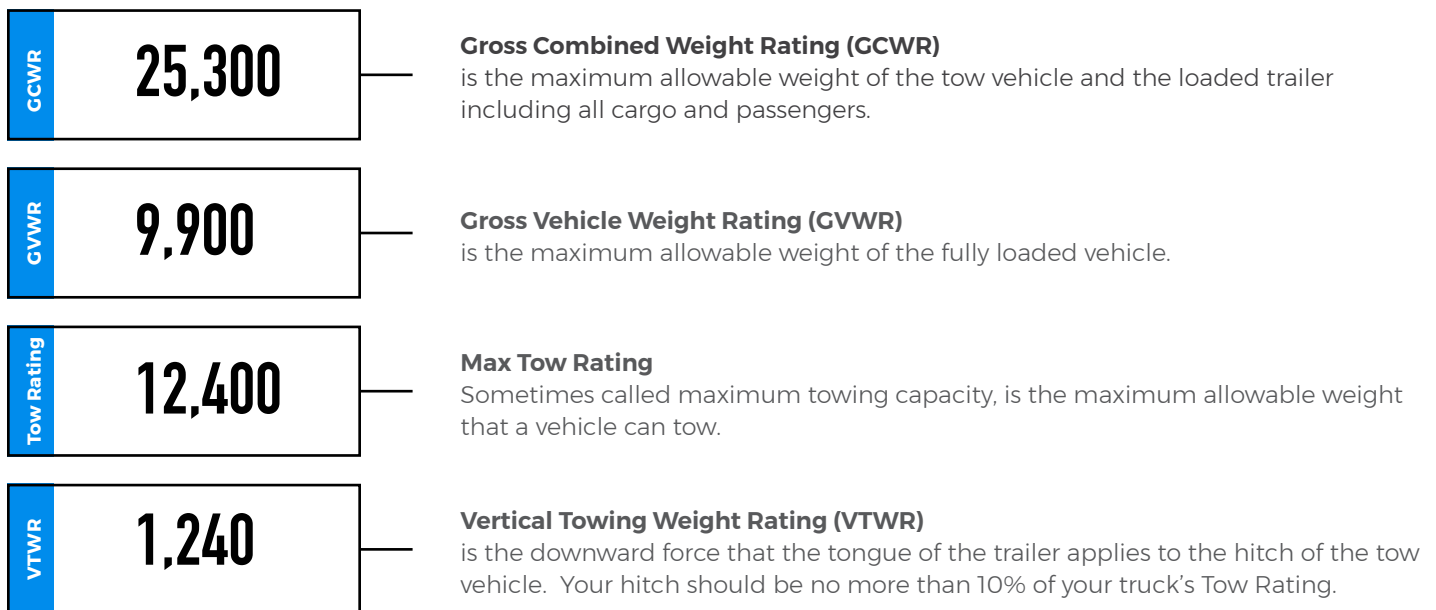 GCWR
25,300
Gross Combined Weight Rating (GCWR)
is the maximum allowable weight of the tow vehicle and the loaded trailer
including all cargo and passengers.
GVWR
9,900
Gross Vehicle Weight Rating (GVWR)
is the maximum allowable weight of the fully loaded vehicle.
Tow Rating
12,400
Max Tow Rating
Sometimes called maximum towing capacity, is the maximum allowable weight
that a vehicle can tow.
VTWR
1,240
Vertical Towing Weight Rating (VTWR)
is the downward force that the tongue of the trailer applies to the hitch of the tow
vehicle.  Your hitch should be no more than 10% of your truck’s Tow Rating.